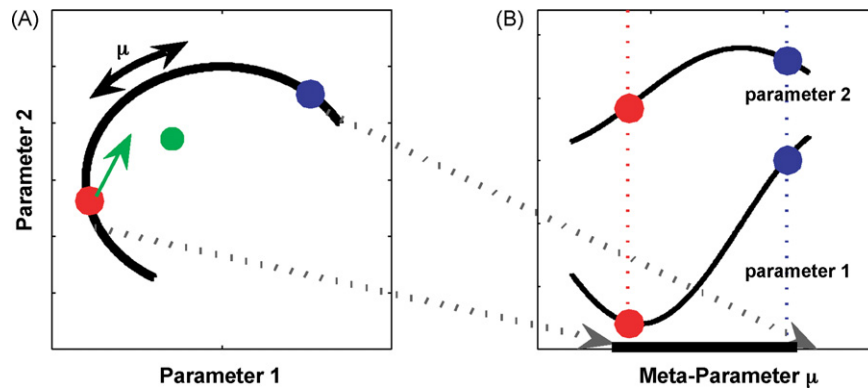 (A)
μ
Parameter 2
Parameter 1
(B)
parameter 2
parameter 1
Meta-Parameter μ